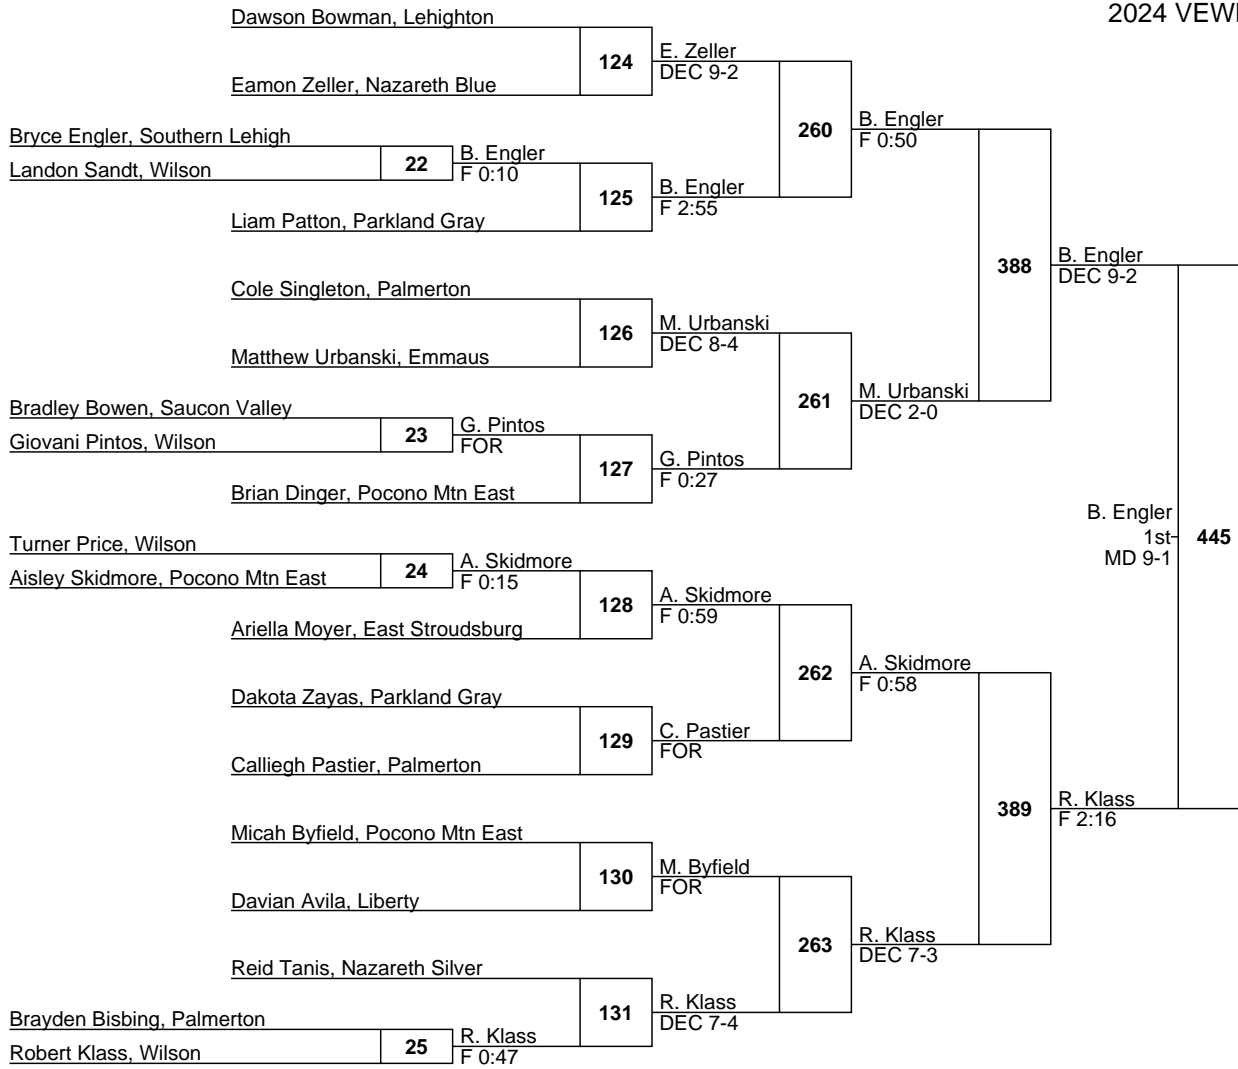 2024 VEW
Dawson Bowman, Lehighton
124
E. Zeller
DEC 9-2
Eamon Zeller, Nazareth Blue
260
B. Engler
F 0:50
Bryce Engler, Southern Lehigh
22
B. Engler
F 0:10
Landon Sandt, Wilson
125
B. Engler
F 2:55
Liam Patton, Parkland Gray
388
B. Engler
DEC 9-2
Cole Singleton, Palmerton
126
M. Urbanski
DEC 8-4
Matthew Urbanski, Emmaus
261
M. Urbanski
DEC 2-0
Bradley Bowen, Saucon Valley
23
G. Pintos
FOR
Giovani Pintos, Wilson
127
G. Pintos
F 0:27
Brian Dinger, Pocono Mtn East
B. Engler
1st
MD 9-1
445
Turner Price, Wilson
24
A. Skidmore
F 0:15
Aisley Skidmore, Pocono Mtn East
128
A. Skidmore
F 0:59
Ariella Moyer, East Stroudsburg
262
A. Skidmore
F 0:58
Dakota Zayas, Parkland Gray
129
C. Pastier
FOR
Calliegh Pastier, Palmerton
389
R. Klass
F 2:16
Micah Byfield, Pocono Mtn East
130
M. Byfield
FOR
Davian Avila, Liberty
263
R. Klass
DEC 7-3
Reid Tanis, Nazareth Silver
131
R. Klass
DEC 7-4
Brayden Bisbing, Palmerton
25
R. Klass
F 0:47
Robert Klass, Wilson